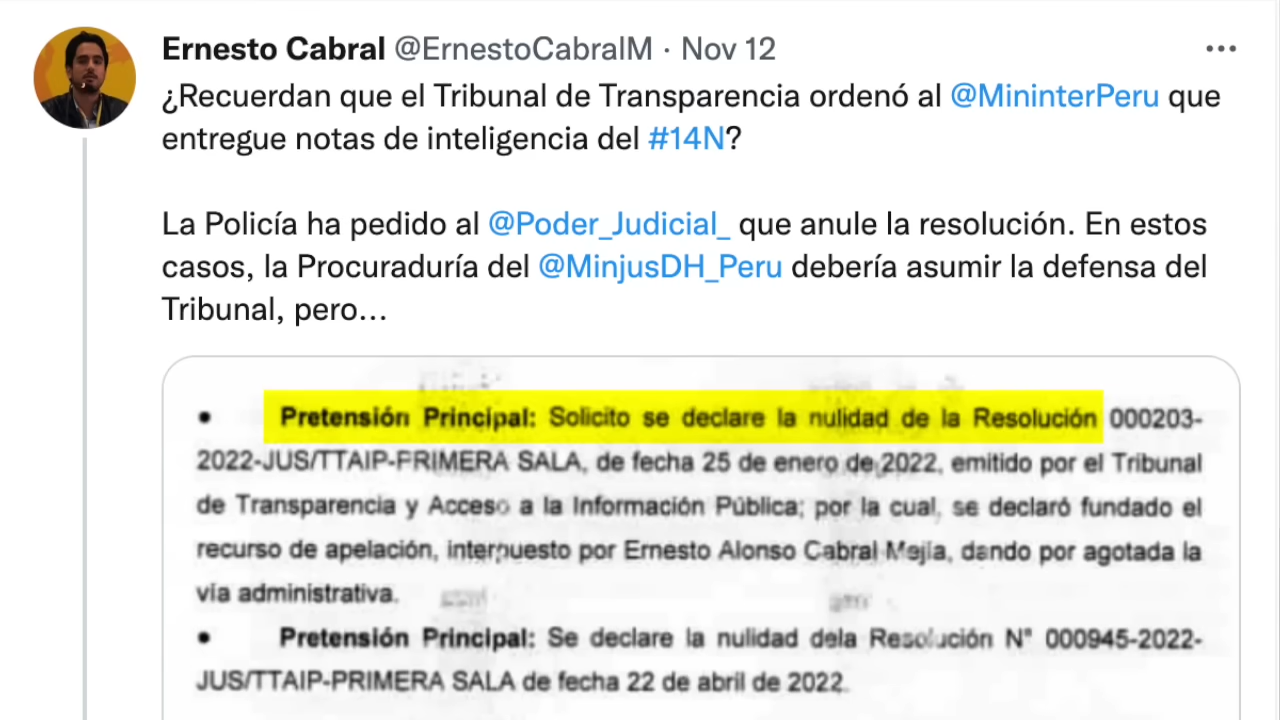 Ernesto Cabral @ErnestoCabralM · Nov 12
¿Recuerdan que el Tribunal de Transparencia ordenó al @MininterPeru que
entregue notas de inteligencia del #14N?
La Policía ha pedido al @Poder_Judicial_ que anule la resolución. En estos
casos, la Procuraduría del @MinjusDH_Peru debería asumir la defensa del
Tribunal, pero...
• Pretensión Principal: Solicito se declare la nulidad de la Resolución 000203-
2022-JUS/TTAIP-PRIMERA SALA, de fecha 25 de enero de 2022, emitido por el Tribunal
de Transparencia y Acceso a la Información Pública; por la cual, se declaró fundado el
recurso de apelación, interpuesto por Ernesto Alonso Cabral Mejía, dando por agotada la
vía administrativa.
• Pretensión Principal: Se declare la nulidad dela Resolución N° 000945-2022-
JUS/TTAIP-PRIMERA SALA de fecha 22 de abril de 2022.